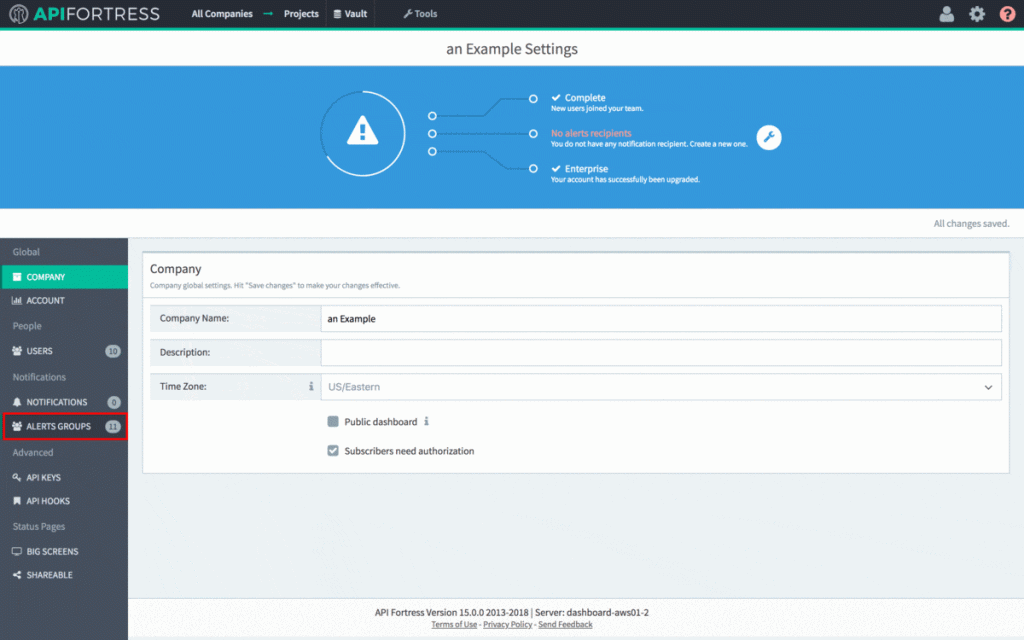 APIFORTRESS
All Companies → Projects Vault Tools
an Example Settings
Complete
New users joined your team.
No alerts recipients
You do not have any notification recipient. Create a new one.
Enterprise
Your account has successfully been upgraded.
All changes saved.
Global
COMPANY
ACCOUNT
People
USERS 10
Notifications
NOTIFICATIONS 0
ALERTS GROUPS 11
Advanced
API KEYS
API HOOKS
Status Pages
BIG SCREENS
SHAREABLE
Company
Company global settings. Hit "Save changes" to make your changes effective.
Company Name: an Example
Description:
Time Zone: US/Eastern
Public dashboard
Subscribers need authorization
API Fortress Version 15.0.0 2013-2018 | Server: dashboard-aws01-2
Terms of Use - Privacy Policy - Send Feedback